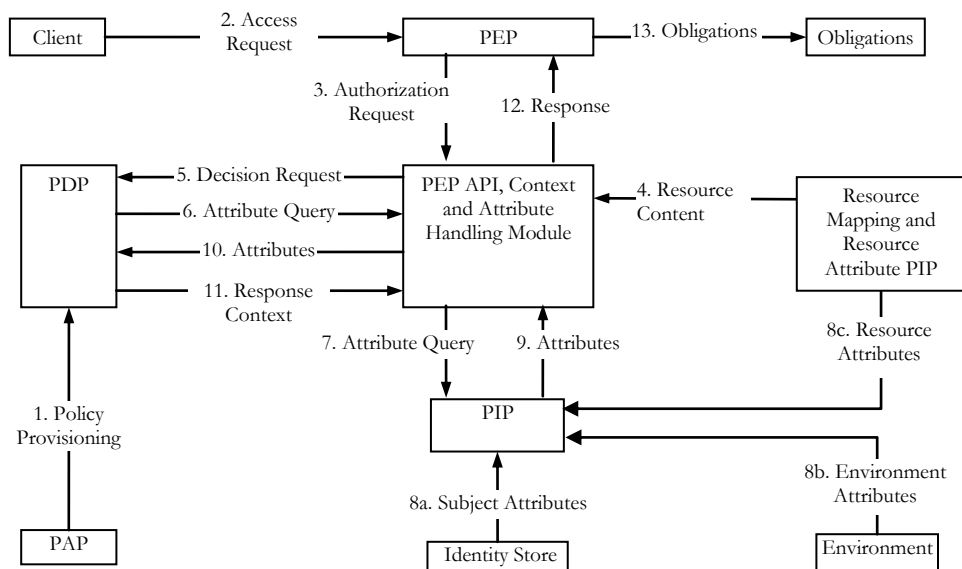 2. Access
Request
Client
PEP
13. Obligations
Obligations
3. Authorization
Request
12. Response
PDP
5. Decision Request
6. Attribute Query
10. Attributes
11. Response
Context
PEP API, Context
and Attribute
Handling Module
4. Resource
Content
Resource
Mapping and
Resource
Attribute PIP
7. Attribute Query
9. Attributes
8c. Resource
Attributes
1. Policy
Provisioning
PIP
8a. Subject Attributes
8b. Environment
Attributes
PAP
Identity Store
Environment